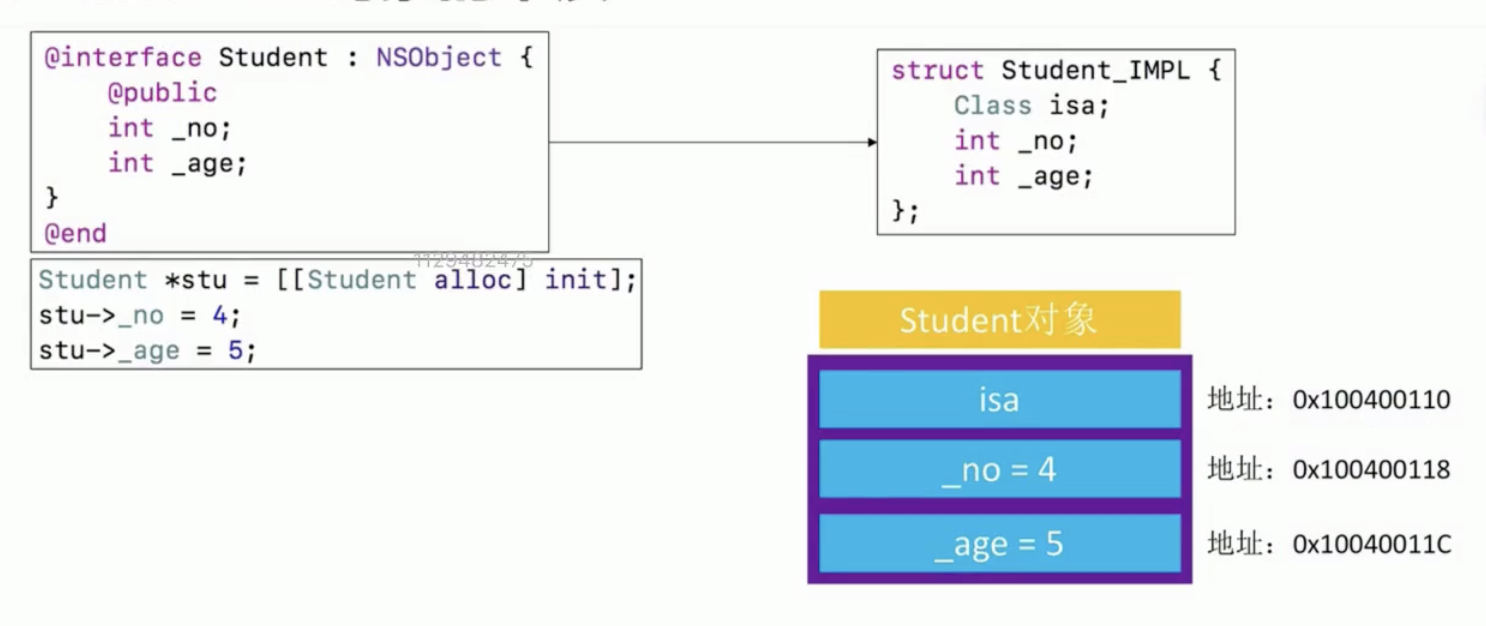 @interface Student : NSObject {
@public
int _no;
int _age;
}
@end
1129482475
Student *stu = [[Student alloc] init];
stu->_no = 4;
stu->_age = 5;
struct Student_IMPL {
Class isa;
int _no;
int _age;
};
Student对象
isa 地址：0x100400110
_no = 4 地址：0x100400118
_age = 5 地址：0x10040011C